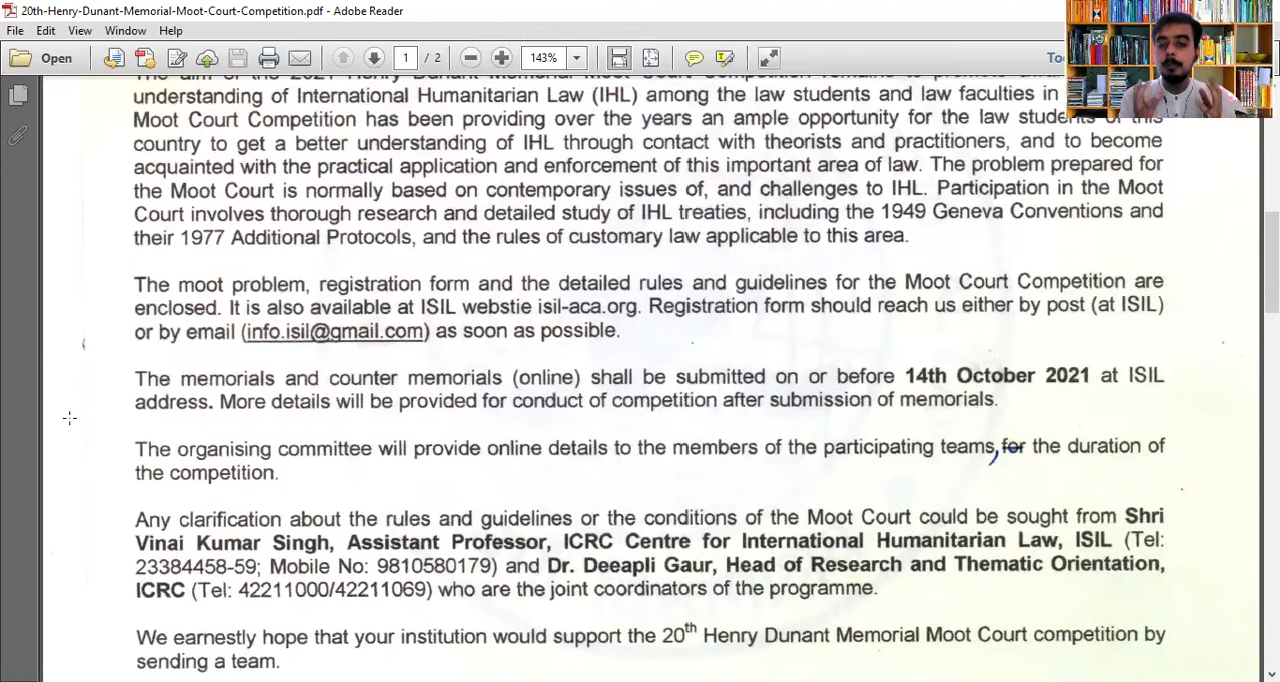 20th-Henry-Dunant-Memorial-Moot-Court-Competition.pdf - Adobe Reader
File Edit View Window Help
Open 1 / 2 143%
understanding of International Humanitarian Law (IHL) among the law students and law faculties in
Moot Court Competition has been providing over the years an ample opportunity for the law students of this
country to get a better understanding of IHL through contact with theorists and practitioners, and to become
acquainted with the practical application and enforcement of this important area of law. The problem prepared for
the Moot Court is normally based on contemporary issues of, and challenges to IHL. Participation in the Moot
Court involves thorough research and detailed study of IHL treaties, including the 1949 Geneva Conventions and
their 1977 Additional Protocols, and the rules of customary law applicable to this area.
The moot problem, registration form and the detailed rules and guidelines for the Moot Court Competition are
enclosed. It is also available at ISIL webstie isil-aca.org. Registration form should reach us either by post (at ISIL)
or by email (info.isil@gmail.com) as soon as possible.
The memorials and counter memorials (online) shall be submitted on or before 14th October 2021 at ISIL
address. More details will be provided for conduct of competition after submission of memorials.
The organising committee will provide online details to the members of the participating teams, for the duration of
the competition.
Any clarification about the rules and guidelines or the conditions of the Moot Court could be sought from Shri
Vinai Kumar Singh, Assistant Professor, ICRC Centre for International Humanitarian Law, ISIL (Tel:
23384458-59; Mobile No: 9810580179) and Dr. Deeapli Gaur, Head of Research and Thematic Orientation,
ICRC (Tel: 42211000/42211069) who are the joint coordinators of the programme.
We earnestly hope that your institution would support the 20th Henry Dunant Memorial Moot Court competition by
sending a team.